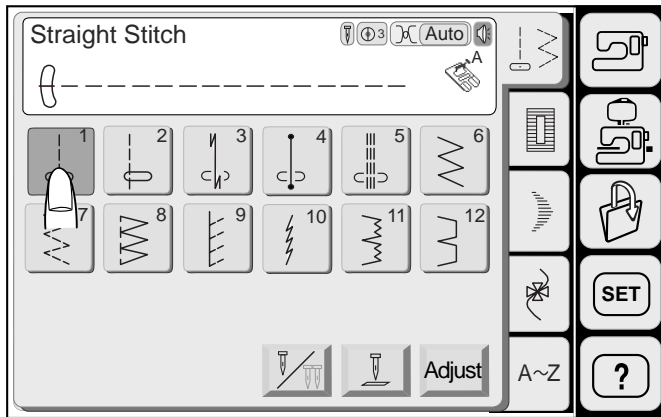 Straight Stitch
3 Auto
A
1 2 3 4 5 6
7 8 9 10 11 12
SET
Adjust A~Z ?